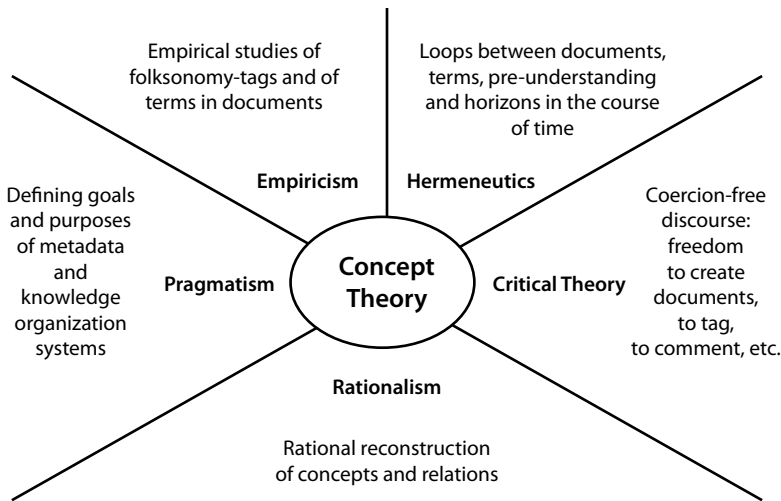 Empirical studies of
folksonomy-tags and of
terms in documents
Empiricism
Loops between documents,
terms, pre-understanding
and horizons in the course
of time
Hermeneutics
Defining goals
and purposes
of metadata
and
knowledge
organization
systems
Pragmatism
Concept
Theory
Critical Theory
Coercion-free
discourse:
freedom
to create
documents,
to tag,
to comment, etc.
Rationalism
Rational reconstruction
of concepts and relations